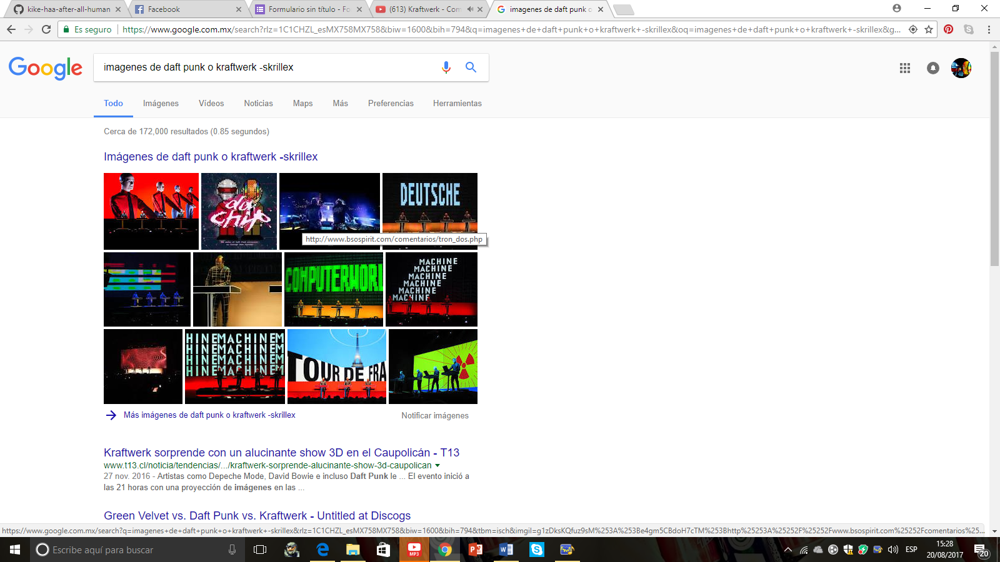 kike-haa-after-all-human
Facebook
Formulario sin título - Fo
(613) Kraftwerk - Com
imagenes de daft punk o
Es seguro
https://www.google.com.mx/search?rlz=1C1CHZL_esMX758MX758&biw=1600&bih=794&q=imagenes+de+daft+punk+o+kraftwerk+-skrillex&oq=imagenes+de+daft+punk+o+kraftwerk+-skrillex&g...
Google
imagenes de daft punk o kraftwerk -skrillex
Todo
Imágenes
Vídeos
Noticias
Maps
Más
Preferencias
Herramientas
Cerca de 172,000 resultados (0.85 segundos)
Imágenes de daft punk o kraftwerk -skrillex
da
chip
DEUTSCHE
http://www.bsospirit.com/comentarios/tron_dos.php
COMPUTERWORL
MACHINE
MACHINE
MACHINE
MACHINE
MACHINE
MACHINE
HINEMACHINEM
HINEMACHINEM
HINEMACHINEM
HINEMACHINEM
TOUR DE FRA
Más imágenes de daft punk o kraftwerk -skrillex
Notificar imágenes
Kraftwerk sorprende con un alucinante show 3D en el Caupolicán - T13
www.t13.cl/noticia/tendencias/.../kraftwerk-sorprende-alucinante-show-3d-caupolican
27 nov. 2016 - Artistas como Depeche Mode, David Bowie e incluso Daft Punk le ... El evento inició a
las 21 horas con una proyección de imágenes en las ...
Green Velvet vs. Daft Punk vs. Kraftwerk - Untitled at Discogs
https://www.google.com.mx/search?q=imagenes+de+daft+punk+o+kraftwerk+-skrillex&rlz=1C1CHZL_esMX758MX758&biw=1600&bih=794&tbm=isch&imgil=g1zDksKQfuz9sM%253A%253Be4gm5CBdoH7cTM%253Bhttp%25253A%25252F%25252Fwww.bsospirit.com%25252Fcomentarios%25...
Escribe aquí para buscar
MP3
ESP
15:28
20/08/2017
20